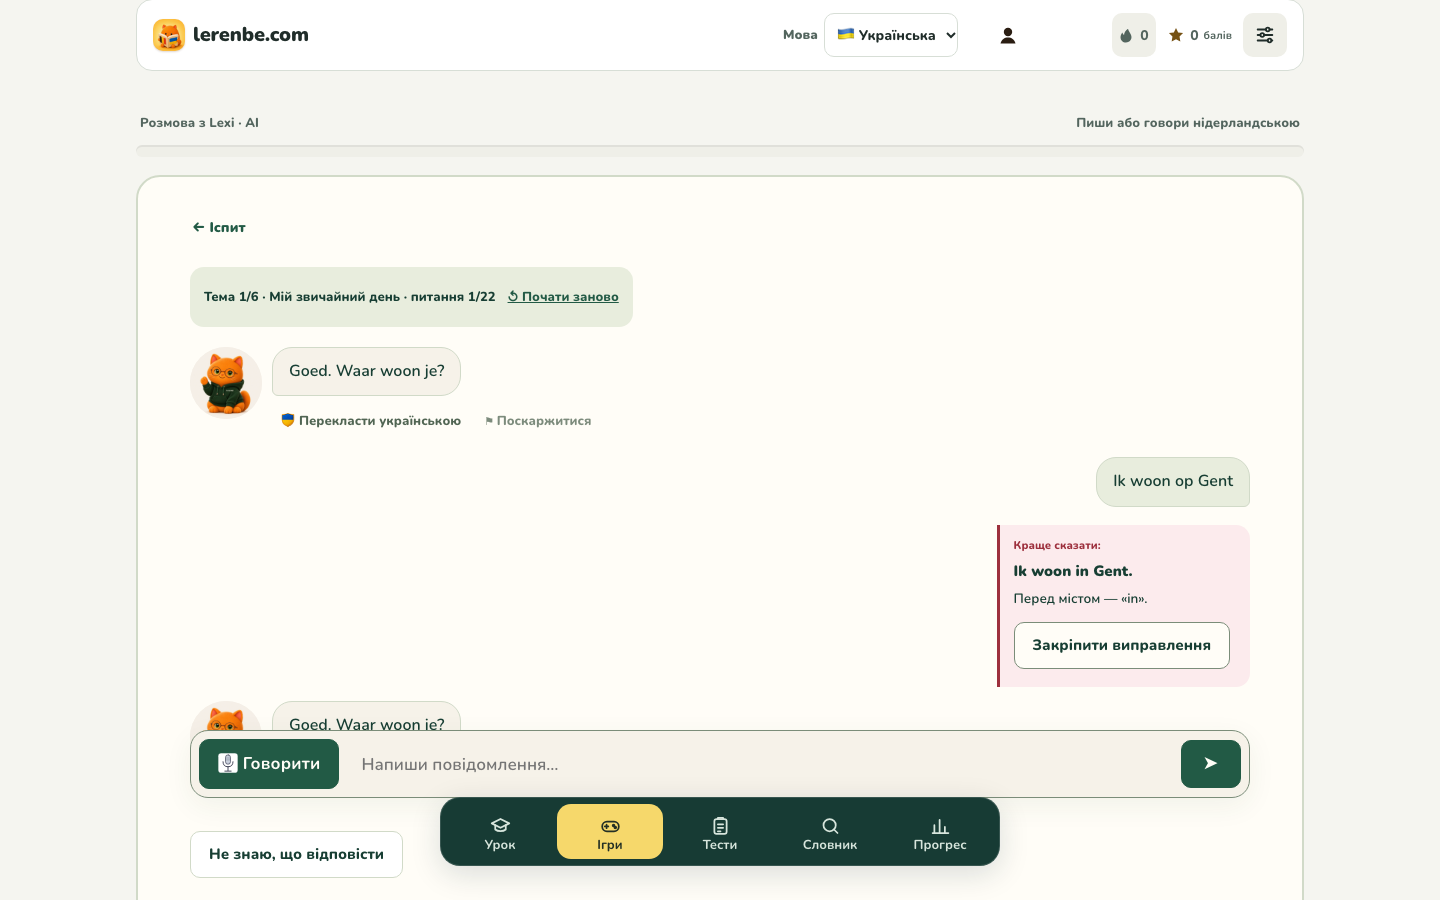 lerenbe.com
Мова
Українська
0
0 балів
Розмова з Lexi · AI
Пиши або говори нідерландською
← Іспит
Тема 1/6 · Мій звичайний день · питання 1/22 ↺ Почати заново
Goed. Waar woon je?
Перекласти українською
Поскаржитися
Ik woon op Gent
Краще сказати:
Ik woon in Gent.
Перед містом — «in».
Закріпити виправлення
Goed. Waar woon je?
Говорити
Напиши повідомлення...
Не знаю, що відповісти
Урок
Ігри
Тести
Словник
Прогрес